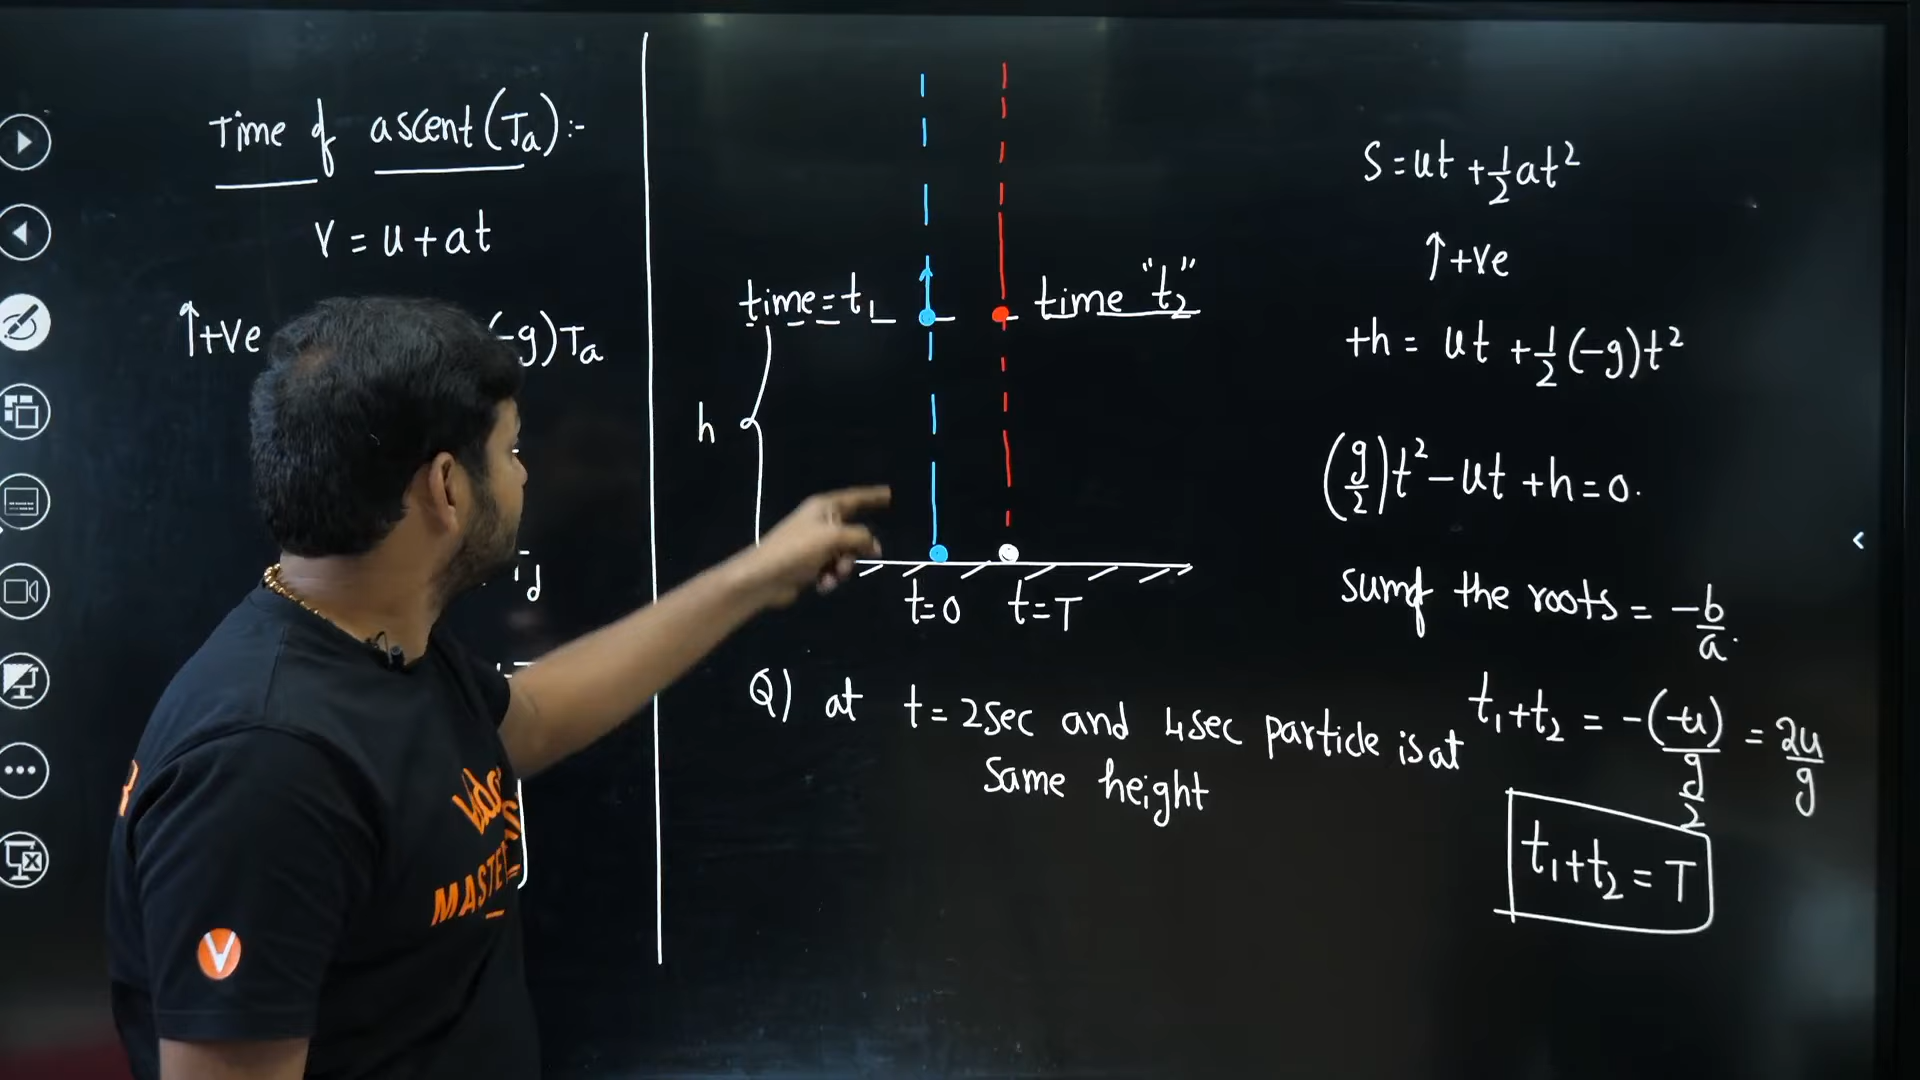 Time of ascent (Ta) :-
V = u + at
↑+ve
-g)Ta
d
time = t1
time "t2"
h
t=0
t=T
Q) at t = 2sec and 4sec particle is at
same height
S = ut + 1/2 at²
↑+ve
+h = ut + 1/2 (-g)t²
(g/2)t² - ut + h = 0.
sum of the roots = -b/a.
t1+t2 = -(-u)/(g/2) = 2u/g
t1+t2 = T
MASTE
V